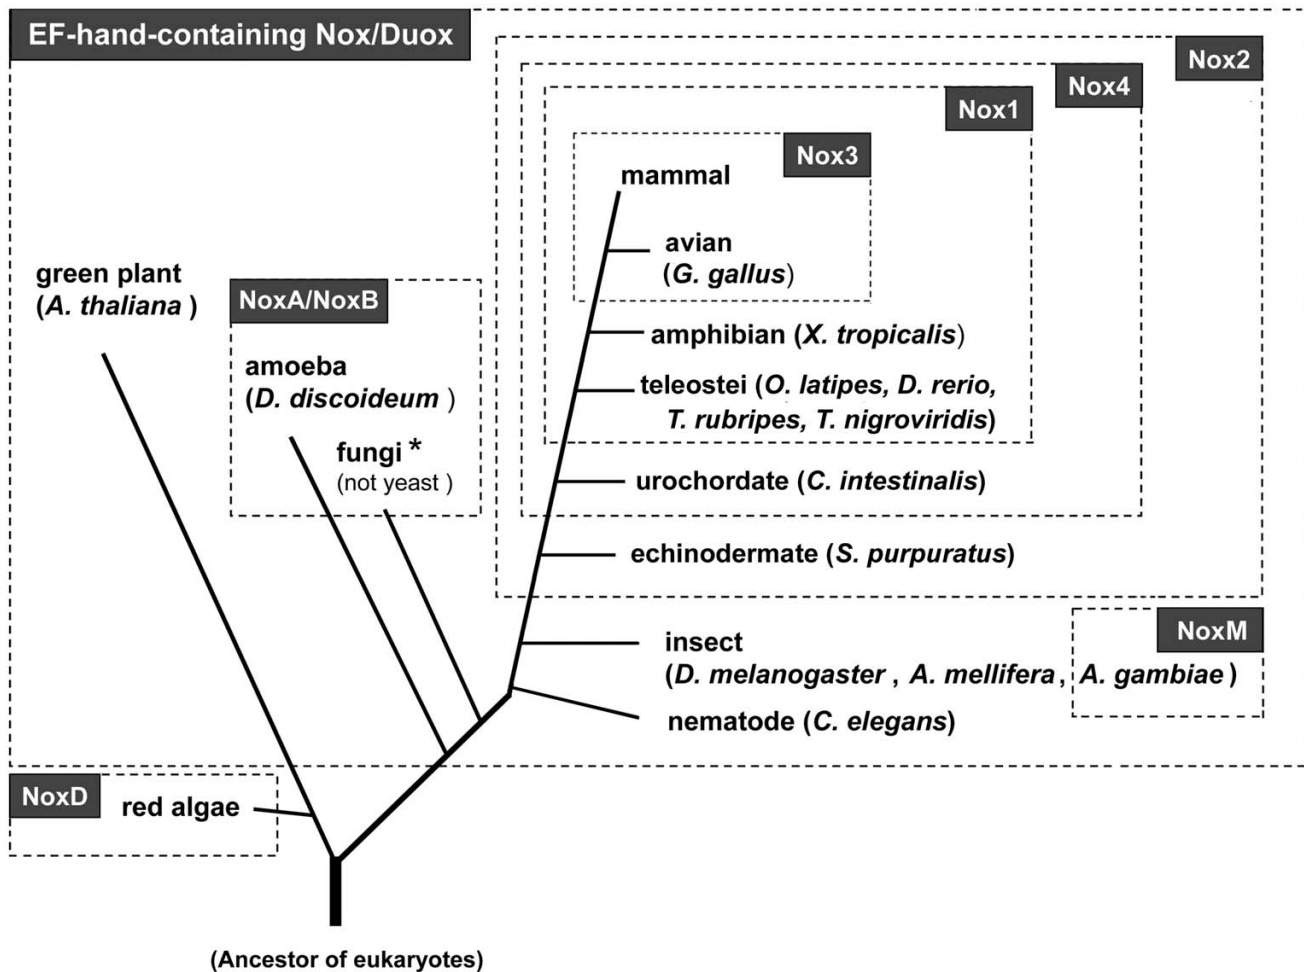 EF-hand-containing Nox/Duox
Nox2
Nox4
Nox1
Nox3
mammal
avian
(G. gallus)
green plant
(A. thaliana )
NoxA/NoxB
amphibian (X. tropicalis)
amoeba
(D. discoideum )
teleostei (O. latipes, D. rerio,
T. rubripes, T. nigroviridis)
fungi *
(not yeast )
urochordate (C. intestinalis)
echinodermate (S. purpuratus)
NoxM
insect
(D. melanogaster , A. mellifera, A. gambiae )
nematode (C. elegans)
NoxD
red algae
(Ancestor of eukaryotes)